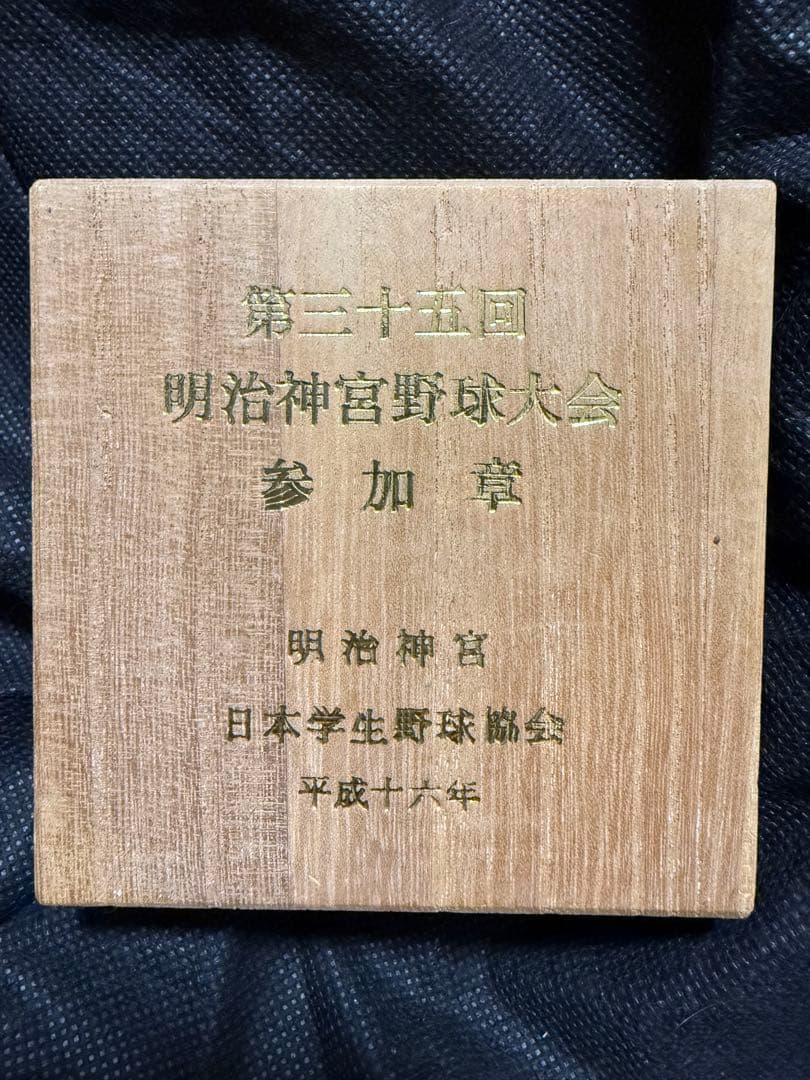 第三十五回
明治神宮野球大会
参加章
明治神宮
日本学生野球協会
平成十六年